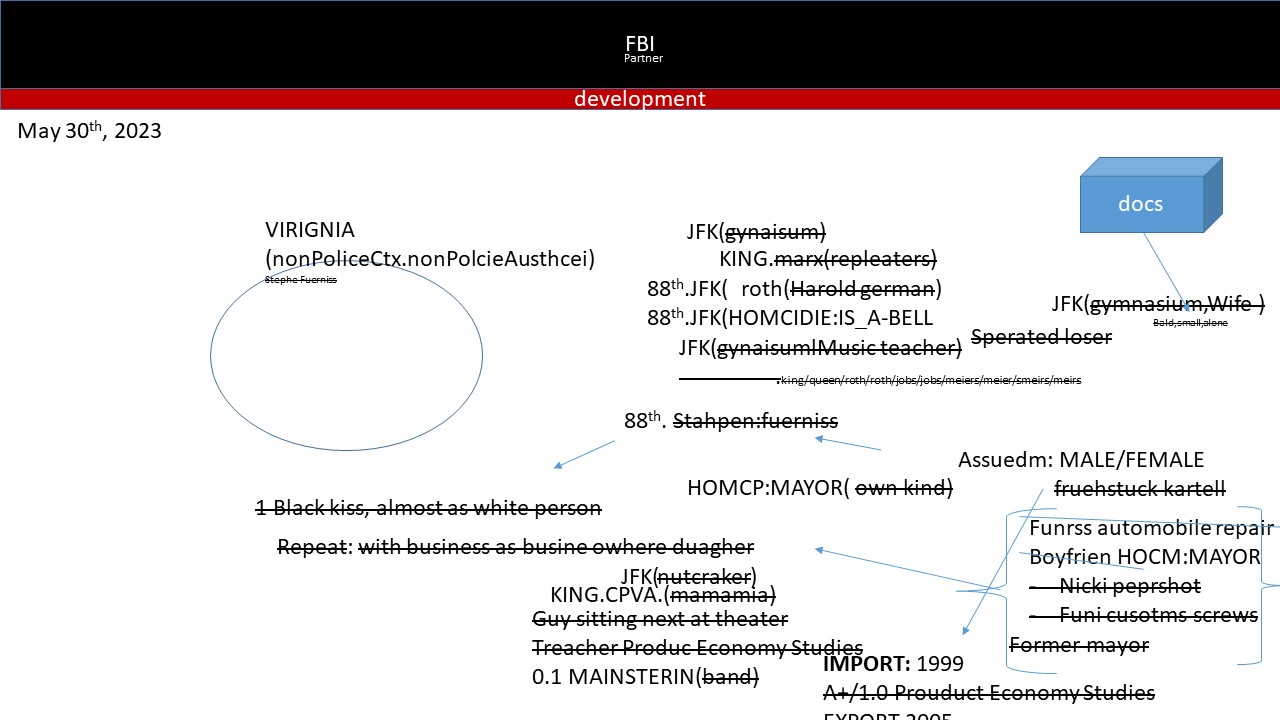 FBI
Partner
development
May 30th, 2023
docs
VIRIGNIA
(nonPoliceCtx.nonPolcieAusthcei)
Stephe Fuerniss
JFK(gynaisum)
KING.marx(repleaters)
88th.JFK( roth(Harold german)
88th.JFK(HOMCIDIE:IS_A-BELL
JFK(gymnasium,Wife )
Bald,small,alone
Sperated loser
JFK(gynaisumlMusic teacher)
.king/queen/roth/roth/jobs/jobs/meiers/meier/smeirs/meirs
88th. Stahpen:fuerniss
Assuedm: MALE/FEMALE
fruehstuck kartell
HOMCP:MAYOR( own kind)
1 Black kiss, almost as white person
Funrss automobile repair
Repeat: with business as busine owhere duagher
Boyfrien HOCM:MAYOR
JFK(nutcraker)
- Nicki peprshot
KING.CPVA.(mamamia)
Guy sitting next at theater
- Funi cusotms screws
Treacher Produc Economy Studies
Former mayor
0.1 MAINSTERIN(band)
IMPORT: 1999
A+/1.0 Prouduct Economy Studies
EXPORT 2005